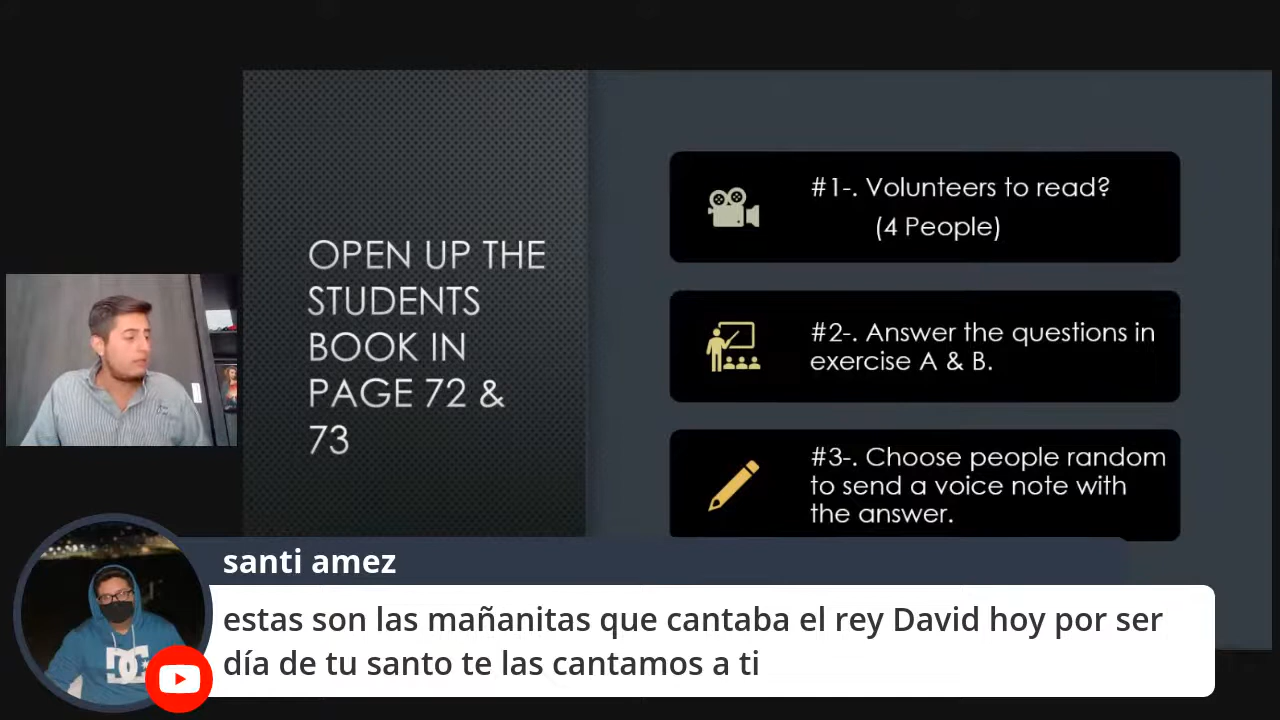 OPEN UP THE
STUDENTS
BOOK IN
PAGE 72 &
73
#1-. Volunteers to read?
(4 People)
#2-. Answer the questions in
exercise A & B.
#3-. Choose people random
to send a voice note with
the answer.
santi amez
estas son las mañanitas que cantaba el rey David hoy por ser
día de tu santo te las cantamos a ti